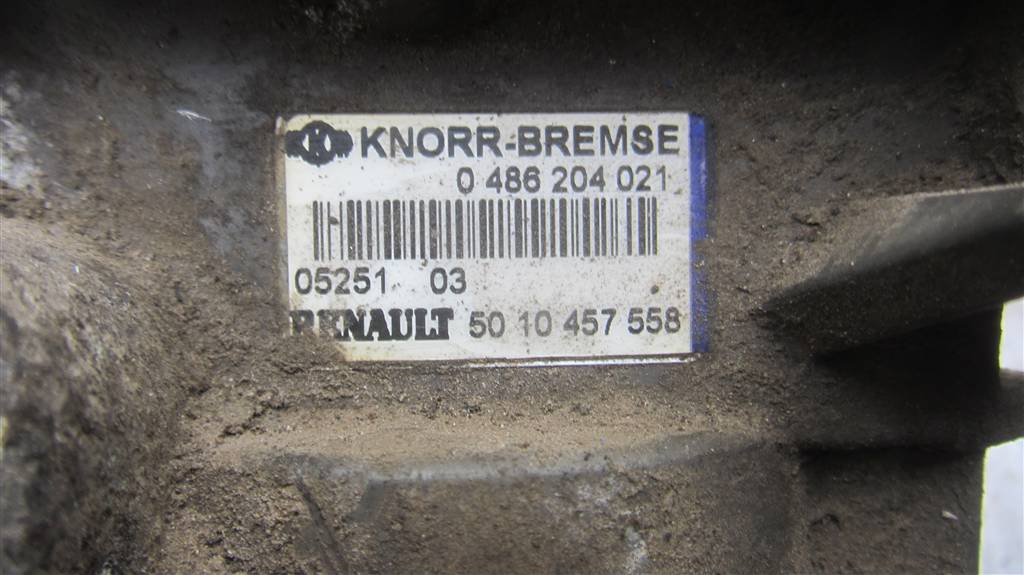 K KNORR-BREMSE
0 486 204 021
05251 03
RENAULT 50 10 457 558